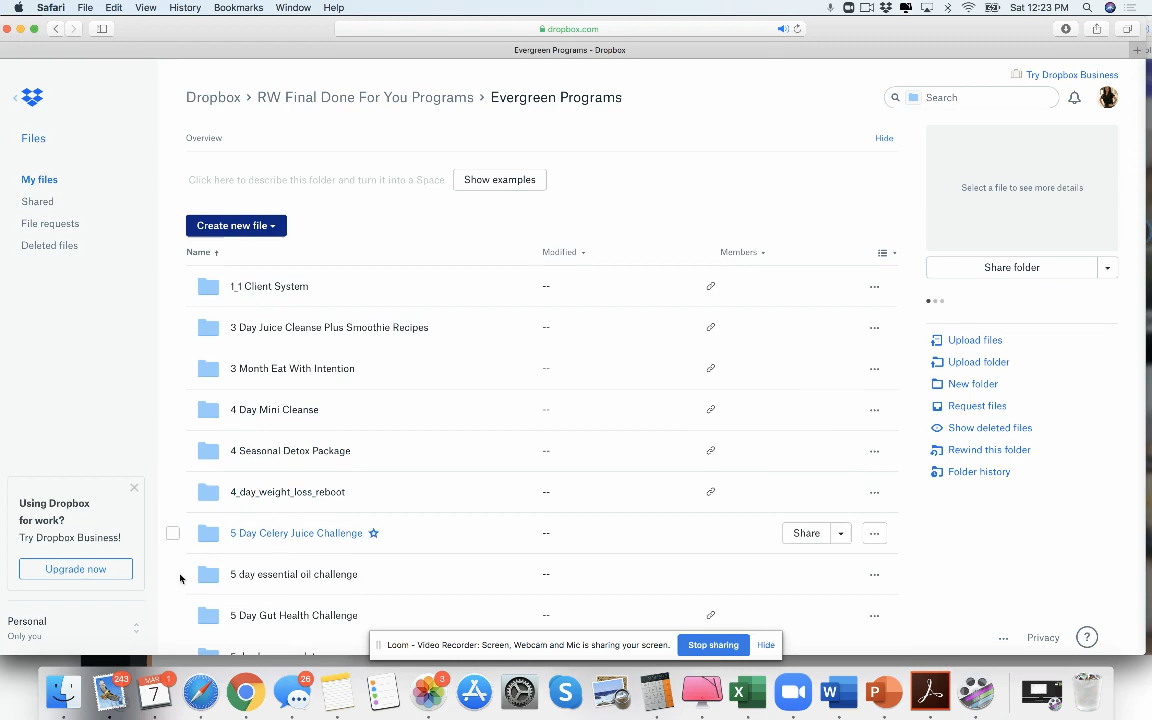 Safari File Edit View History Bookmarks Window Help Sat 12:23 PM
dropbox.com
Evergreen Programs - Dropbox
Try Dropbox Business
Dropbox › RW Final Done For You Programs › Evergreen Programs
Search
Files
Overview
Hide
My files
Click here to describe this folder and turn it into a Space.
Show examples
Select a file to see more details
Shared
File requests
Create new file
Deleted files
Name Modified Members
Share folder
1_1 Client System --
3 Day Juice Cleanse Plus Smoothie Recipes --
Upload files
Upload folder
3 Month Eat With Intention --
New folder
4 Day Mini Cleanse --
Request files
Show deleted files
4 Seasonal Detox Package --
Rewind this folder
Folder history
4_day_weight_loss_reboot --
Using Dropbox
for work?
Try Dropbox Business!
Upgrade now
5 Day Celery Juice Challenge -- Share
5 day essential oil challenge --
5 Day Gut Health Challenge --
Personal
Only you
Loom - Video Recorder: Screen, Webcam and Mic is sharing your screen.
Stop sharing
Hide
Privacy
?
243
MAR
7
1
26
3